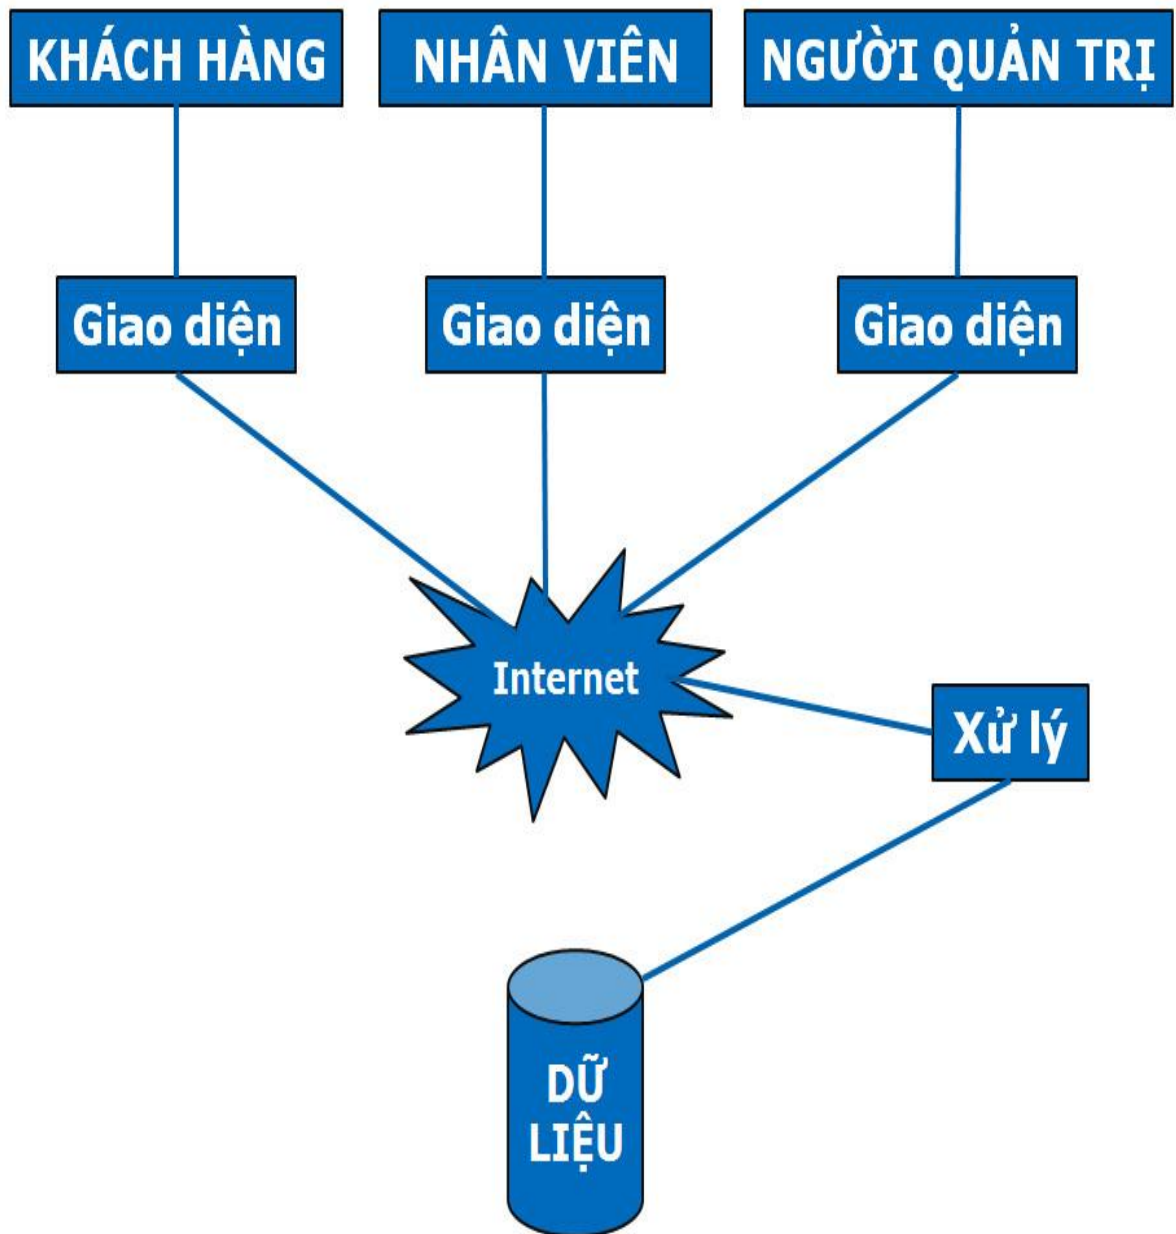 KHÁCH HÀNG
NHÂN VIÊN
NGƯỜI QUẢN TRỊ
Giao diện
Giao diện
Giao diện
Internet
Xử lý
DỮ
LIỆU